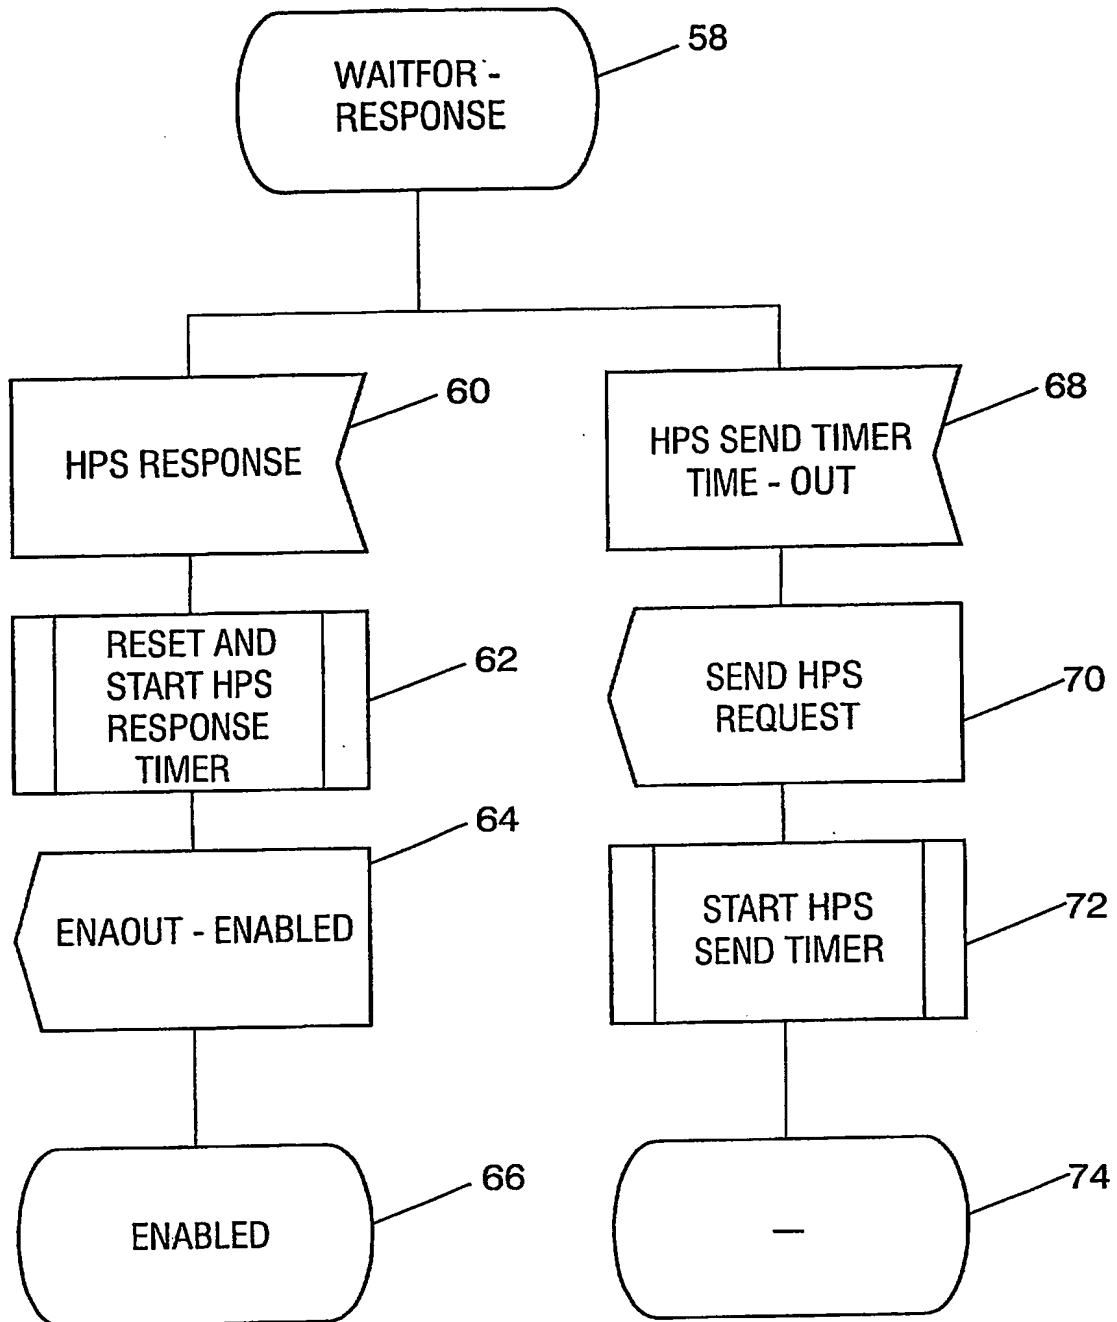 WAITFOR -
RESPONSE
58
HPS RESPONSE
60
RESET AND
START HPS
RESPONSE
TIMER
62
ENAOUT - ENABLED
64
ENABLED
66
HPS SEND TIMER
TIME - OUT
68
SEND HPS
REQUEST
70
START HPS
SEND TIMER
72
—
74